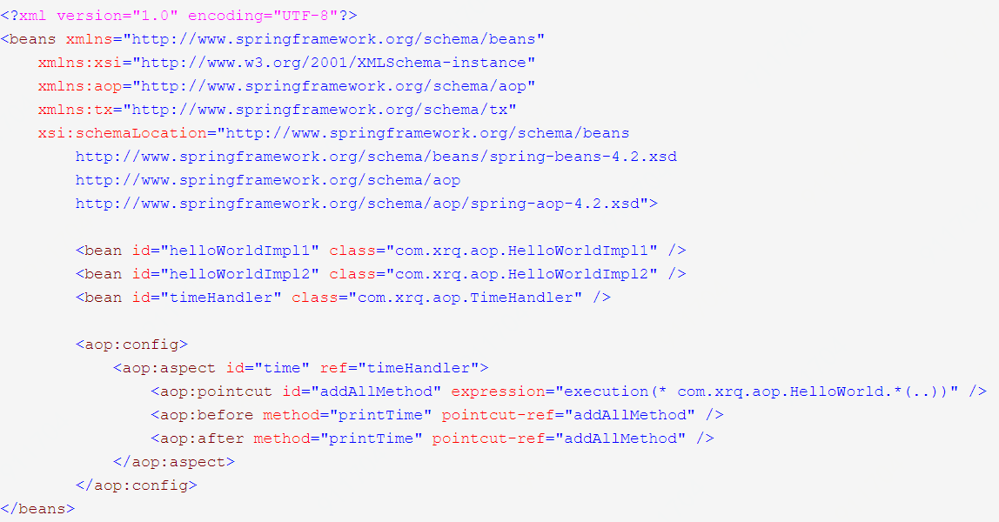 <?xml version="1.0" encoding="UTF-8"?>
<beans xmlns="http://www.springframework.org/schema/beans"
    xmlns:xsi="http://www.w3.org/2001/XMLSchema-instance"
    xmlns:aop="http://www.springframework.org/schema/aop"
    xmlns:tx="http://www.springframework.org/schema/tx"
    xsi:schemaLocation="http://www.springframework.org/schema/beans
        http://www.springframework.org/schema/beans/spring-beans-4.2.xsd
        http://www.springframework.org/schema/aop
        http://www.springframework.org/schema/aop/spring-aop-4.2.xsd">

        <bean id="helloWorldImpl1" class="com.xrq.aop.HelloWorldImpl1" />
        <bean id="helloWorldImpl2" class="com.xrq.aop.HelloWorldImpl2" />
        <bean id="timeHandler" class="com.xrq.aop.TimeHandler" />

        <aop:config>
            <aop:aspect id="time" ref="timeHandler">
                <aop:pointcut id="addAllMethod" expression="execution(* com.xrq.aop.HelloWorld.*(..))" />
                <aop:before method="printTime" pointcut-ref="addAllMethod" />
                <aop:after method="printTime" pointcut-ref="addAllMethod" />
            </aop:aspect>
        </aop:config>
</beans>